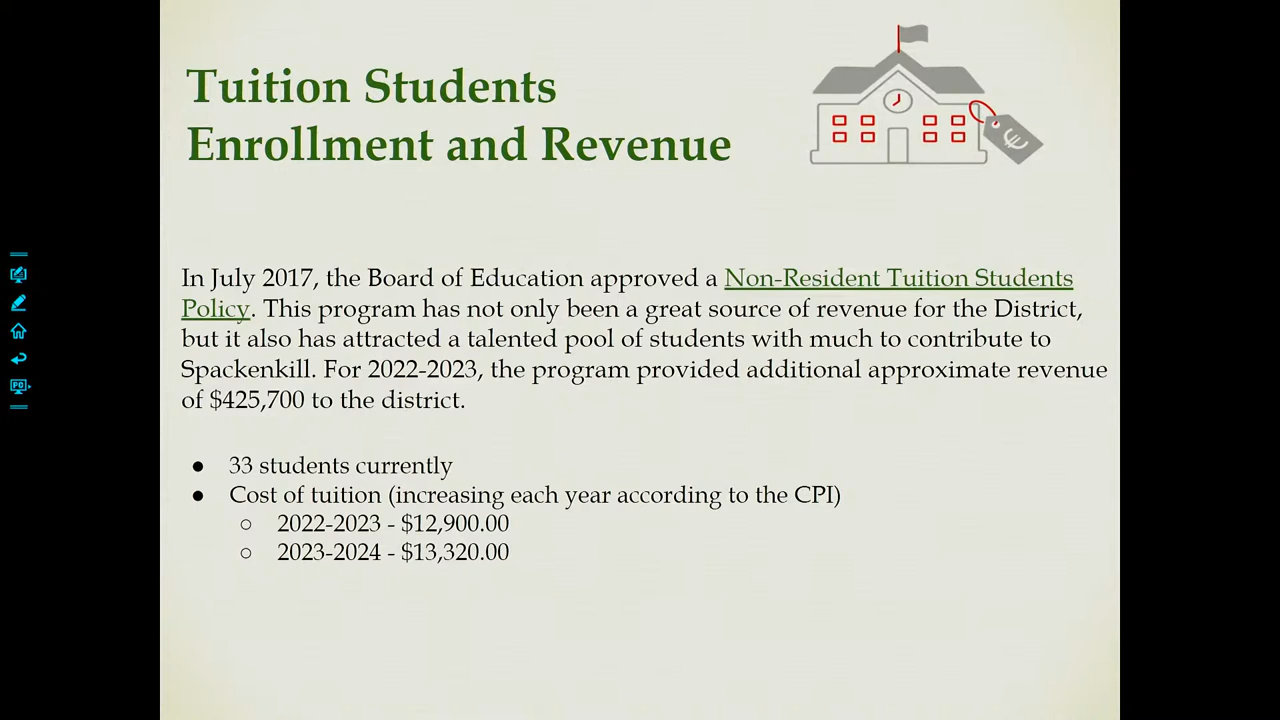 Tuition Students
Enrollment and Revenue
In July 2017, the Board of Education approved a Non-Resident Tuition Students
Policy. This program has not only been a great source of revenue for the District,
but it also has attracted a talented pool of students with much to contribute to
Spackenkill. For 2022-2023, the program provided additional approximate revenue
of $425,700 to the district.
● 33 students currently
● Cost of tuition (increasing each year according to the CPI)
○ 2022-2023 - $12,900.00
○ 2023-2024 - $13,320.00